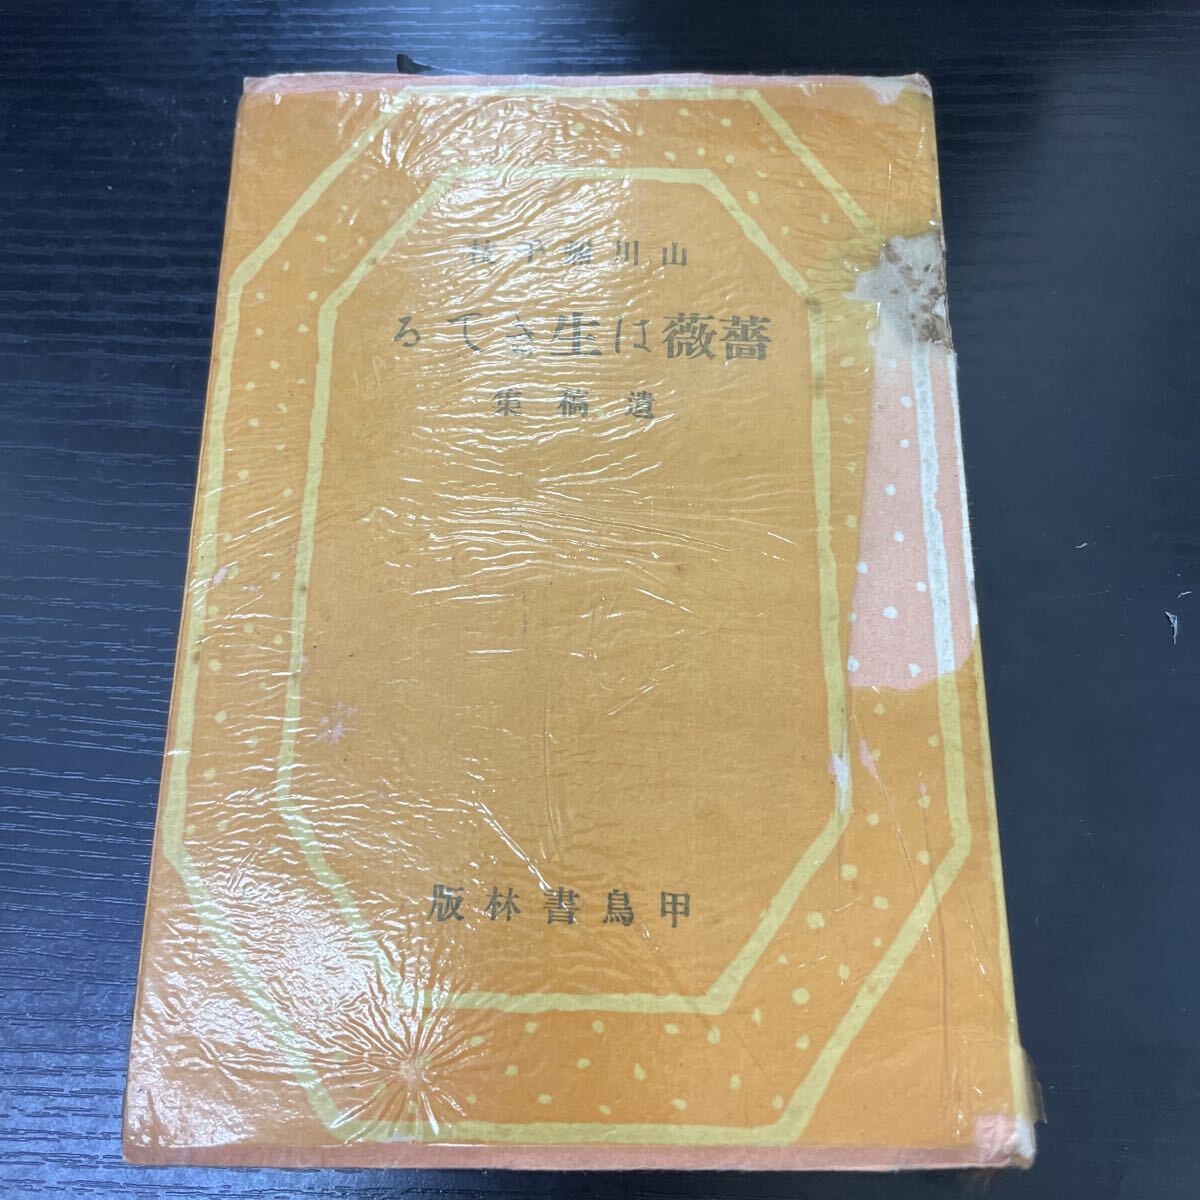 山川彌千枝
薔薇は生きてる
遺稿集
甲鳥書林版